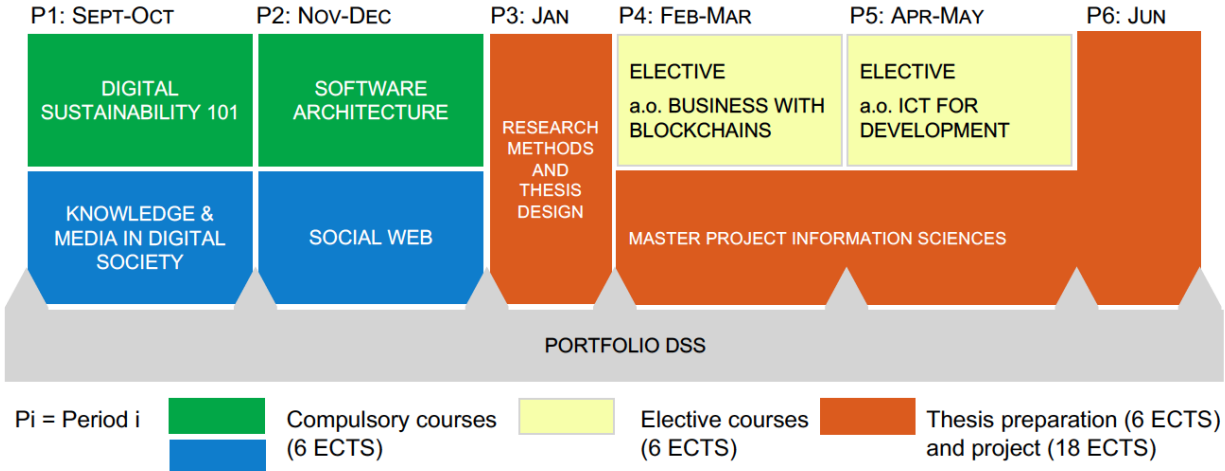 P1: SEPT-OCT
P2: NOV-DEC
P3: JAN
P4: FEB-MAR
P5: APR-MAY
P6: JUN
DIGITAL
SUSTAINABILITY 101
SOFTWARE
ARCHITECTURE
RESEARCH
METHODS
AND
THESIS
DESIGN
ELECTIVE
a.o. BUSINESS WITH
BLOCKCHAINS
ELECTIVE
a.o. ICT FOR
DEVELOPMENT
KNOWLEDGE &
MEDIA IN DIGITAL
SOCIETY
SOCIAL WEB
MASTER PROJECT INFORMATION SCIENCES
PORTFOLIO DSS
Pi = Period i
Compulsory courses
(6 ECTS)
Elective courses
(6 ECTS)
Thesis preparation (6 ECTS)
and project (18 ECTS)